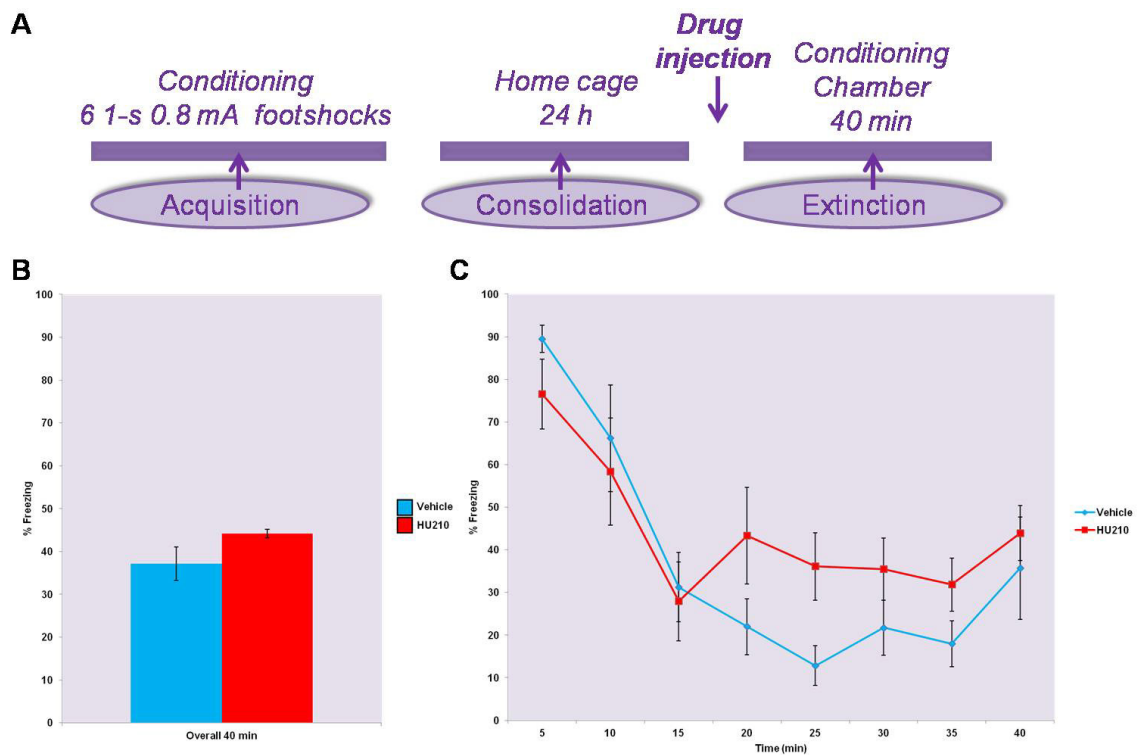 A
Conditioning
6 1-s 0.8 mA footshocks
Home cage
24 h
Drug
injection
Conditioning
Chamber
40 min
Acquisition
Consolidation
Extinction
B
100
90
80
70
60
50
40
30
20
10
0
% Freezing
Overall 40 min
Vehicle
HU210
C
100
90
80
70
60
50
40
30
20
10
0
% Freezing
5 10 15 20 25 30 35 40
Time (min)
Vehicle
HU210